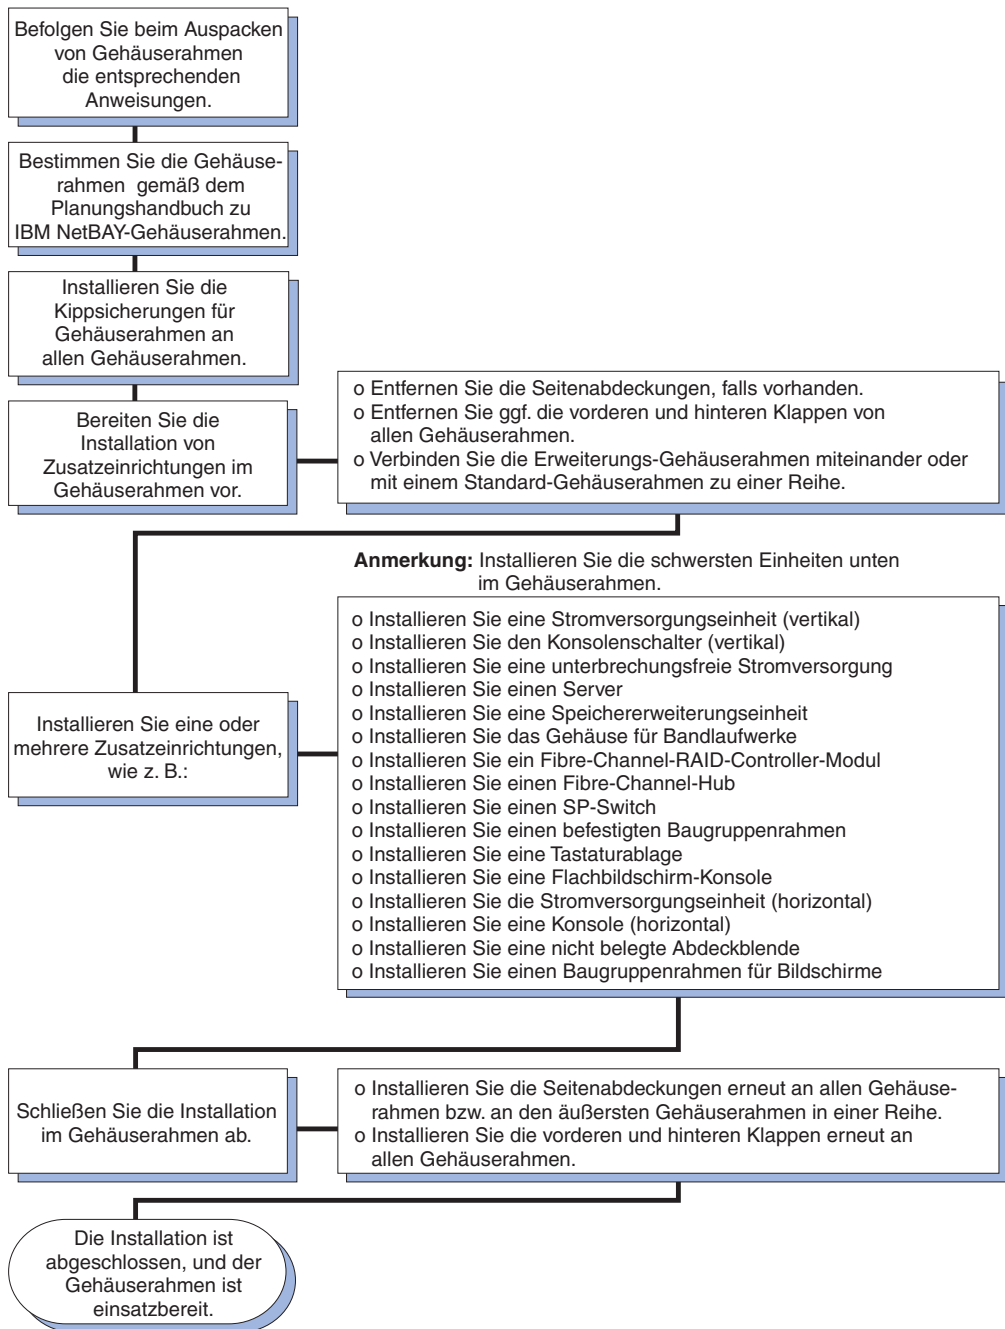 Befolgen Sie beim Auspacken
von Gehäuserahmen
die entsprechenden
Anweisungen.
Bestimmen Sie die Gehäuse-
rahmen gemäß dem
Planungshandbuch zu
IBM NetBAY-Gehäuserahmen.
Installieren Sie die
Kippsicherungen für
Gehäuserahmen an
allen Gehäuserahmen.
Bereiten Sie die
Installation von
Zusatzeinrichtungen im
Gehäuserahmen vor.
o Entfernen Sie die Seitenabdeckungen, falls vorhanden.
o Entfernen Sie ggf. die vorderen und hinteren Klappen von
allen Gehäuserahmen.
o Verbinden Sie die Erweiterungs-Gehäuserahmen miteinander oder
mit einem Standard-Gehäuserahmen zu einer Reihe.
Anmerkung: Installieren Sie die schwersten Einheiten unten
im Gehäuserahmen.
Installieren Sie eine oder
mehrere Zusatzeinrichtungen,
wie z. B.:
o Installieren Sie eine Stromversorgungseinheit (vertikal)
o Installieren Sie den Konsolenschalter (vertikal)
o Installieren Sie eine unterbrechungsfreie Stromversorgung
o Installieren Sie einen Server
o Installieren Sie eine Speichererweiterungseinheit
o Installieren Sie das Gehäuse für Bandlaufwerke
o Installieren Sie ein Fibre-Channel-RAID-Controller-Modul
o Installieren Sie einen Fibre-Channel-Hub
o Installieren Sie einen SP-Switch
o Installieren Sie einen befestigten Baugruppenrahmen
o Installieren Sie eine Tastaturablage
o Installieren Sie eine Flachbildschirm-Konsole
o Installieren Sie die Stromversorgungseinheit (horizontal)
o Installieren Sie eine Konsole (horizontal)
o Installieren Sie eine nicht belegte Abdeckblende
o Installieren Sie einen Baugruppenrahmen für Bildschirme
Schließen Sie die Installation
im Gehäuserahmen ab.
o Installieren Sie die Seitenabdeckungen erneut an allen Gehäuse-
rahmen bzw. an den äußersten Gehäuserahmen in einer Reihe.
o Installieren Sie die vorderen und hinteren Klappen erneut an
allen Gehäuserahmen.
Die Installation ist
abgeschlossen, und der
Gehäuserahmen ist
einsatzbereit.